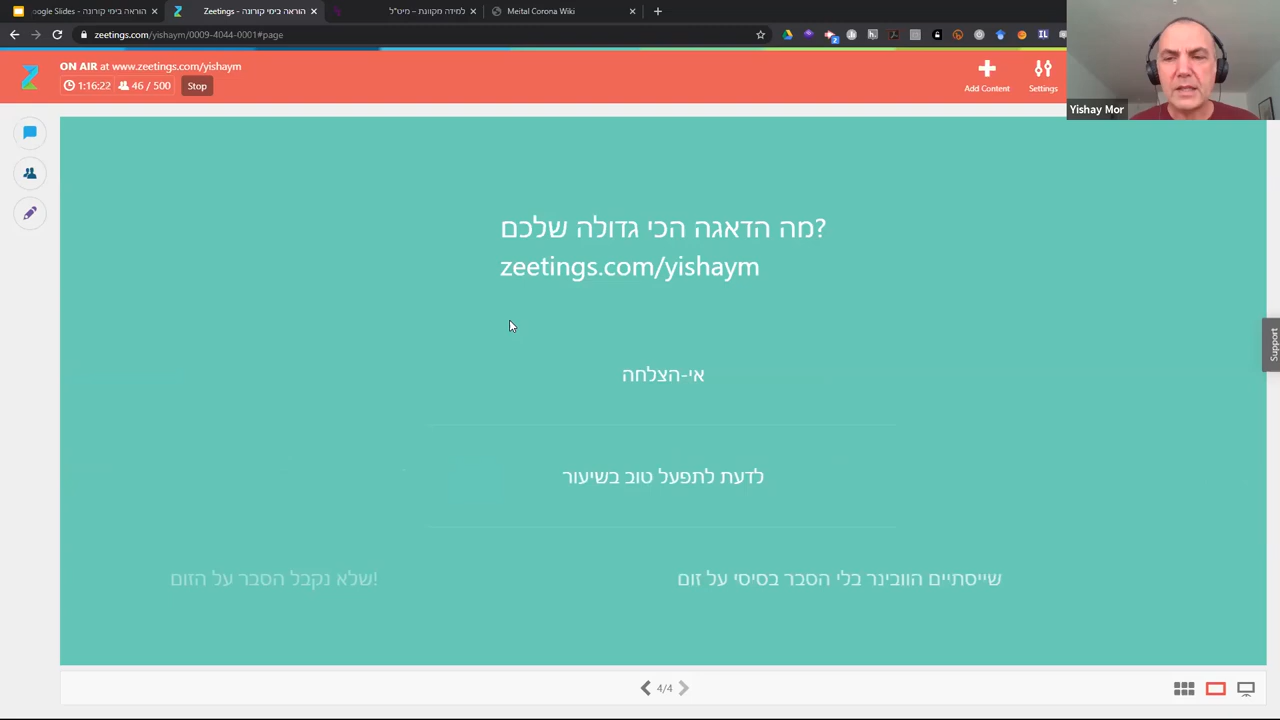 oogle Slides - הוראה בימי קורונה
Zeetings - הוראה בימי קורונה
למידה מקוונת – מיט"ל
Meital Corona Wiki
zeetings.com/yishaym/0009-4044-0001#page
ON AIR at www.zeetings.com/yishaym
1:16:22 46 / 500 Stop
Add Content
Settings
Yishay Mor
מה הדאגה הכי גדולה שלכם?
zeetings.com/yishaym
אי-הצלחה
לדעת לתפעל טוב בשיעור
שייסתיים הוובינר בלי הסבר בסיסי על זום
שלא נקבל הסבר על הזום!
Support
4/4